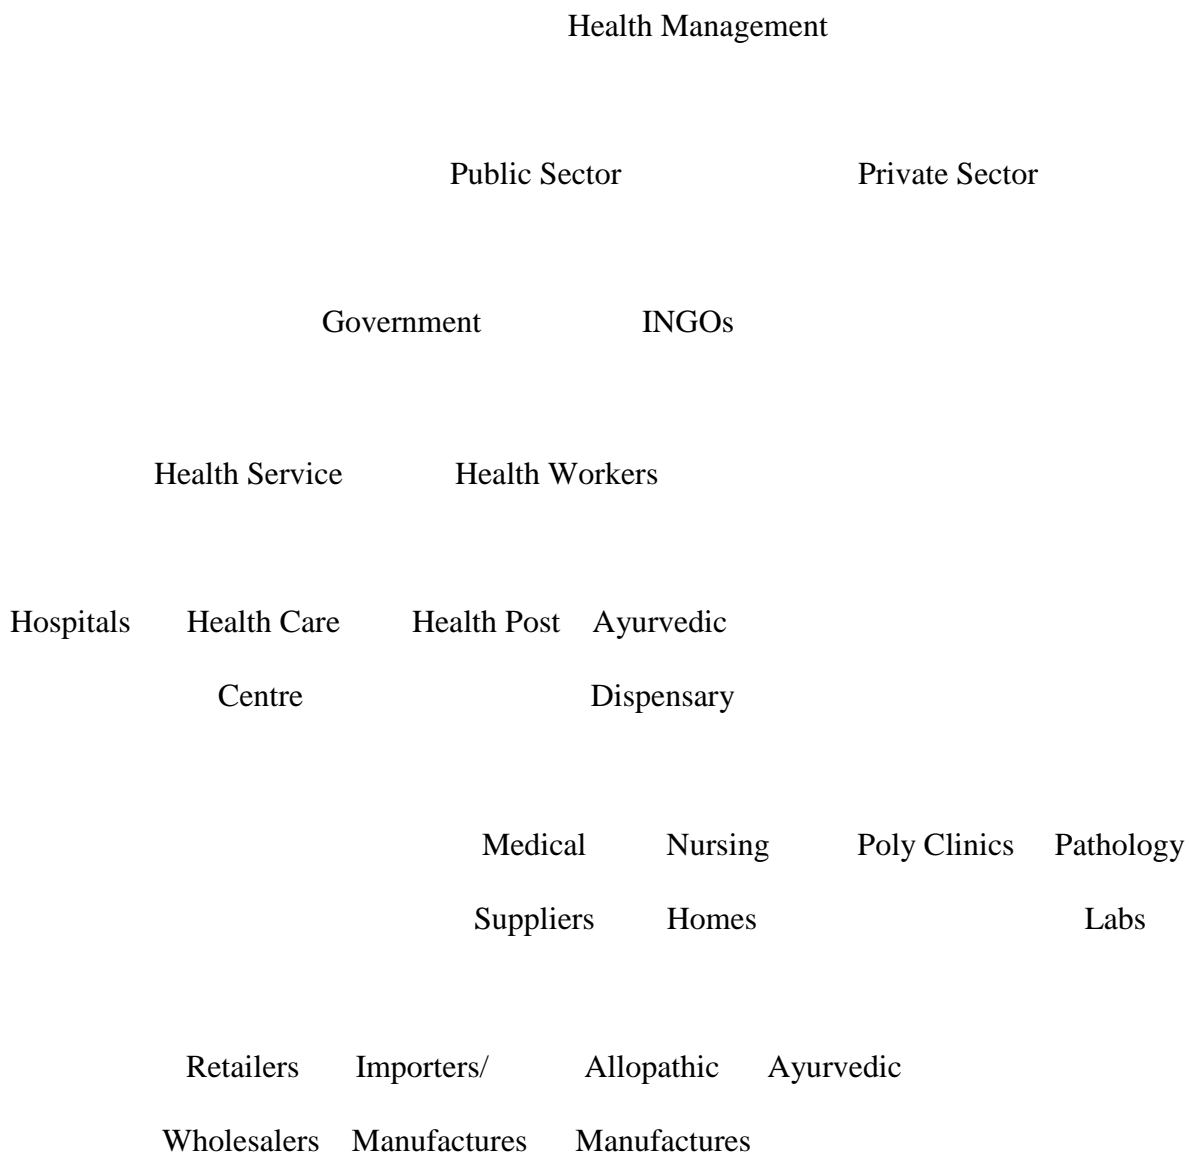 Health Management
Public Sector Private Sector
Government INGOs
Health Service Health Workers
Hospitals Health Care Health Post Ayurvedic
Centre Dispensary
Medical Nursing Poly Clinics Pathology
Suppliers Homes Labs
Retailers Importers/ Allopathic Ayurvedic
Wholesalers Manufactures Manufactures